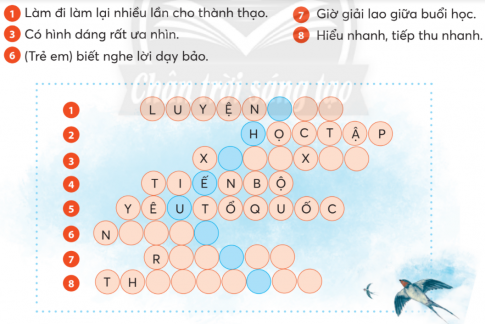 1 Làm đi làm lại nhiều lần cho thành thạo.
7 Giờ giải lao giữa buổi học.
3 Có hình dáng rất ưa nhìn.
8 Hiểu nhanh, tiếp thu nhanh.
6 (Trẻ em) biết nghe lời dạy bảo.
Chân trời sáng tạo
1 L U Y Ệ N
2 H Ọ C T Ậ P
3 X X
4 T I Ế N B Ộ
5 Y Ê U T Ổ Q U Ố C
6 N
7 R
8 T H